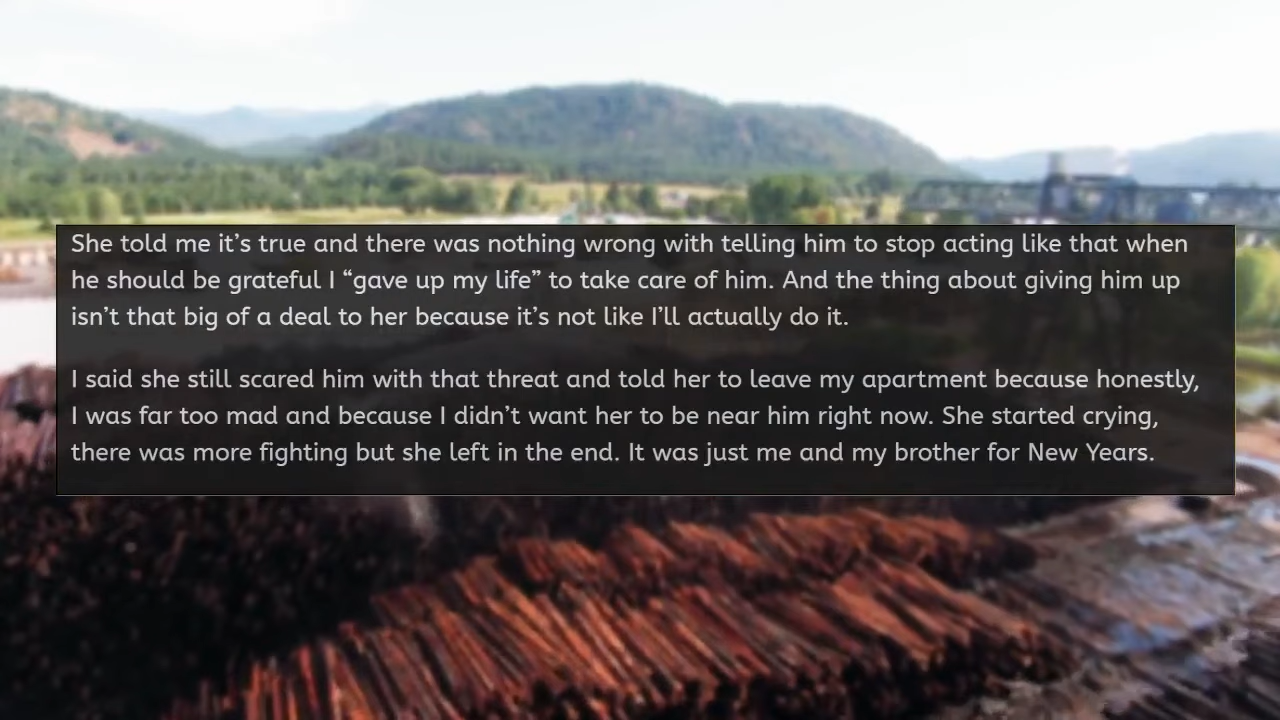 She told me it’s true and there was nothing wrong with telling him to stop acting like that when
he should be grateful I “gave up my life” to take care of him. And the thing about giving him up
isn’t that big of a deal to her because it’s not like I’ll actually do it.
I said she still scared him with that threat and told her to leave my apartment because honestly,
I was far too mad and because I didn’t want her to be near him right now. She started crying,
there was more fighting but she left in the end. It was just me and my brother for New Years.